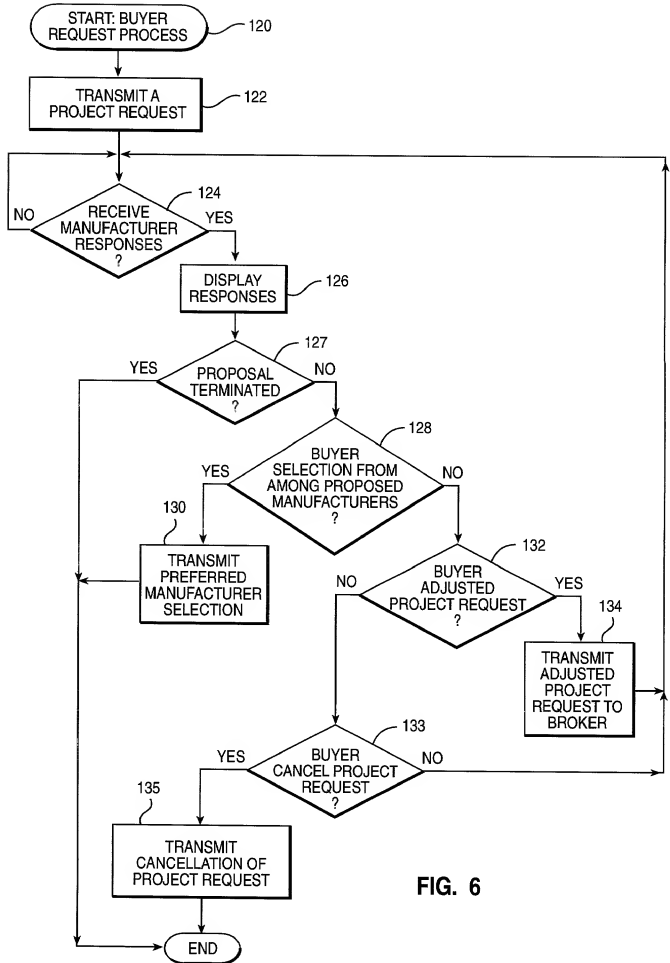 START: BUYER
REQUEST PROCESS
120
TRANSMIT A
PROJECT REQUEST
122
124
NO
RECEIVE
MANUFACTURER
RESPONSES
?
YES
DISPLAY
RESPONSES
126
127
YES
PROPOSAL
TERMINATED
?
NO
128
YES
BUYER
SELECTION FROM
AMONG PROPOSED
MANUFACTURERS
?
NO
130
TRANSMIT
PREFERRED
MANUFACTURER
SELECTION
132
NO
BUYER
ADJUSTED
PROJECT REQUEST
?
YES
134
TRANSMIT
ADJUSTED
PROJECT
REQUEST TO
BROKER
133
YES
BUYER
CANCEL PROJECT
REQUEST
?
NO
135
TRANSMIT
CANCELLATION OF
PROJECT REQUEST
FIG. 6
END